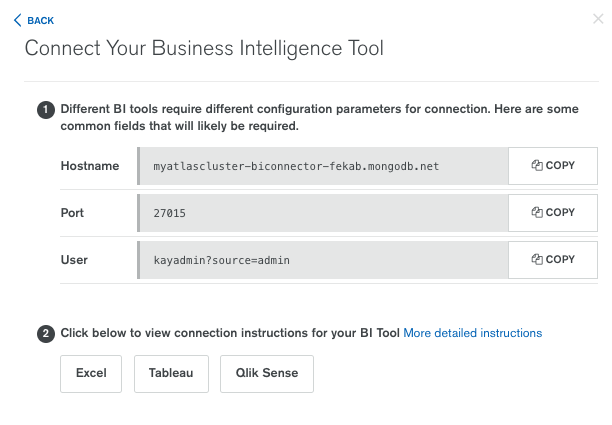 BACK
Connect Your Business Intelligence Tool
1 Different BI tools require different configuration parameters for connection. Here are some
common fields that will likely be required.
Hostname myatlascluster-biconnector-fekab.mongodb.net COPY
Port 27015 COPY
User kayadmin?source=admin COPY
2 Click below to view connection instructions for your BI Tool More detailed instructions
Excel Tableau Qlik Sense